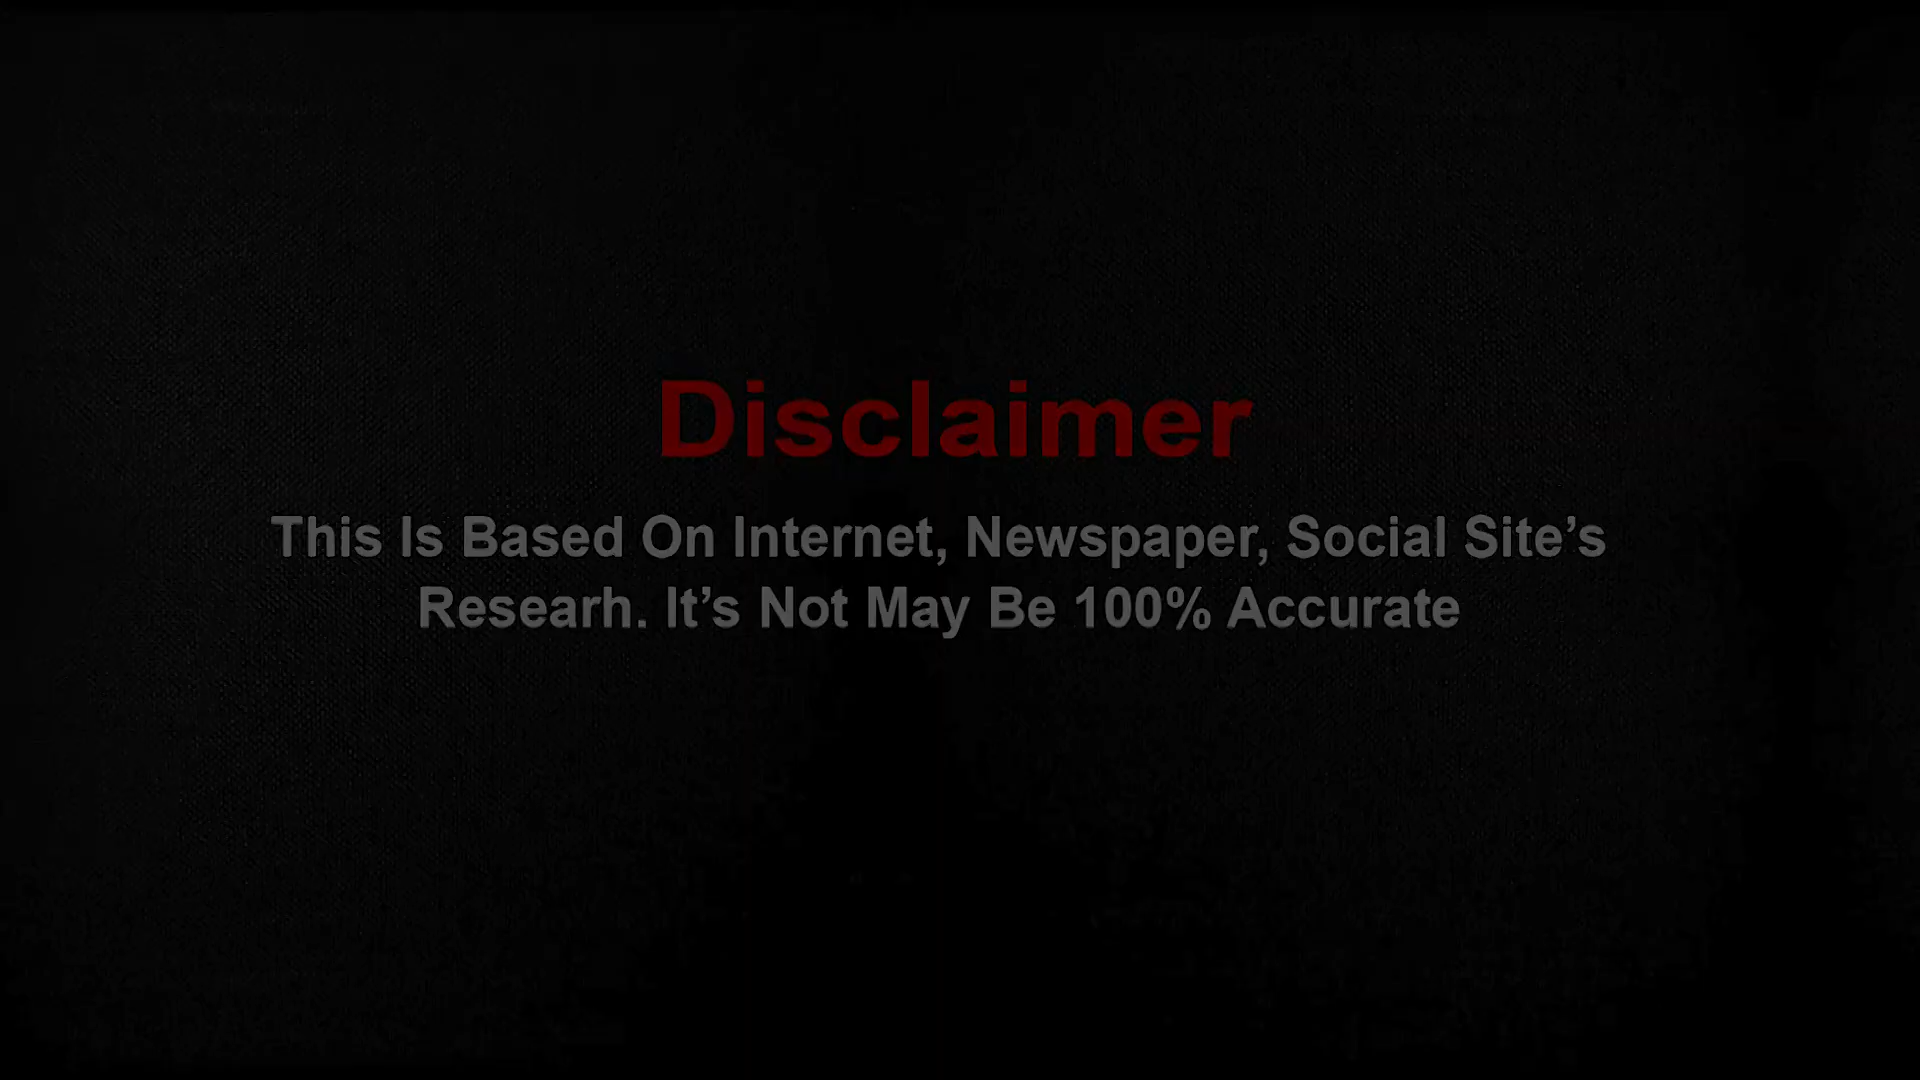 Disclaimer
This Is Based On Internet, Newspaper, Social Site’s
Researh. It’s Not May Be 100% Accurate